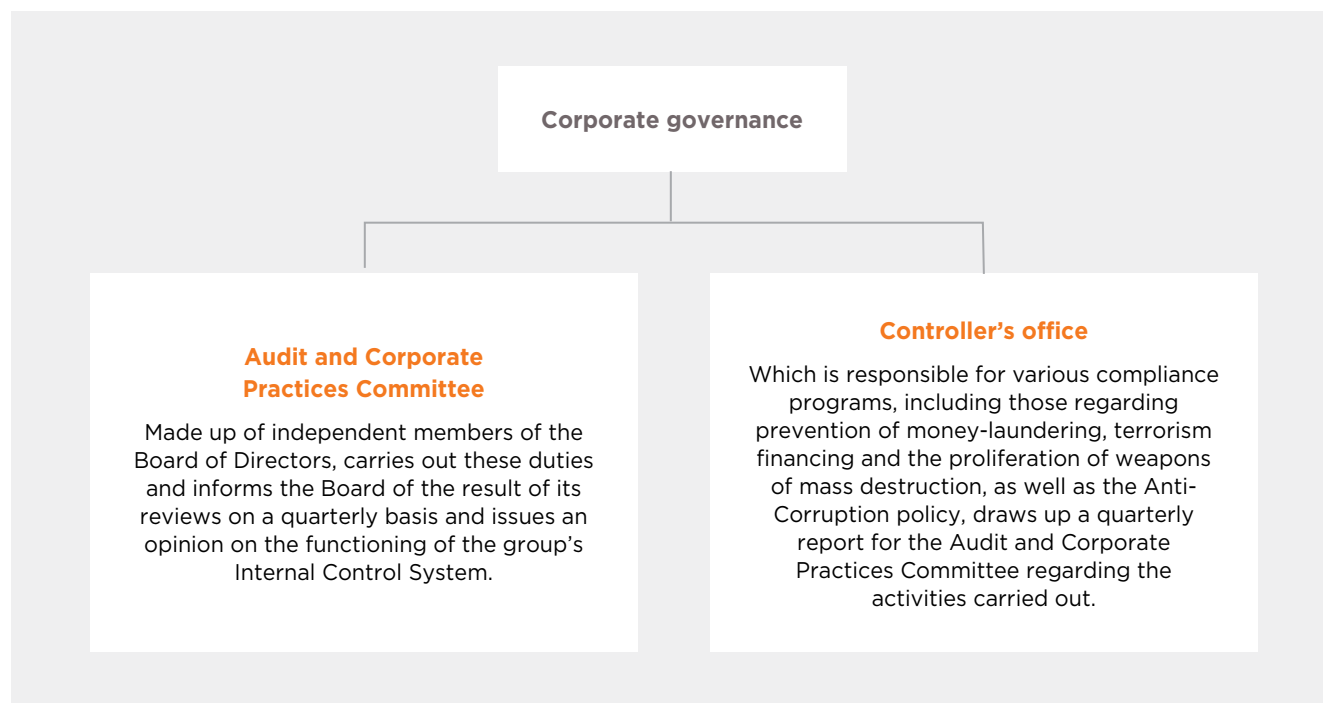 Corporate governance
Audit and Corporate
Practices Committee
Made up of independent members of the
Board of Directors, carries out these duties
and informs the Board of the result of its
reviews on a quarterly basis and issues an
opinion on the functioning of the group’s
Internal Control System.
Controller’s office
Which is responsible for various compliance
programs, including those regarding
prevention of money-laundering, terrorism
financing and the proliferation of weapons
of mass destruction, as well as the Anti-
Corruption policy, draws up a quarterly
report for the Audit and Corporate
Practices Committee regarding the
activities carried out.